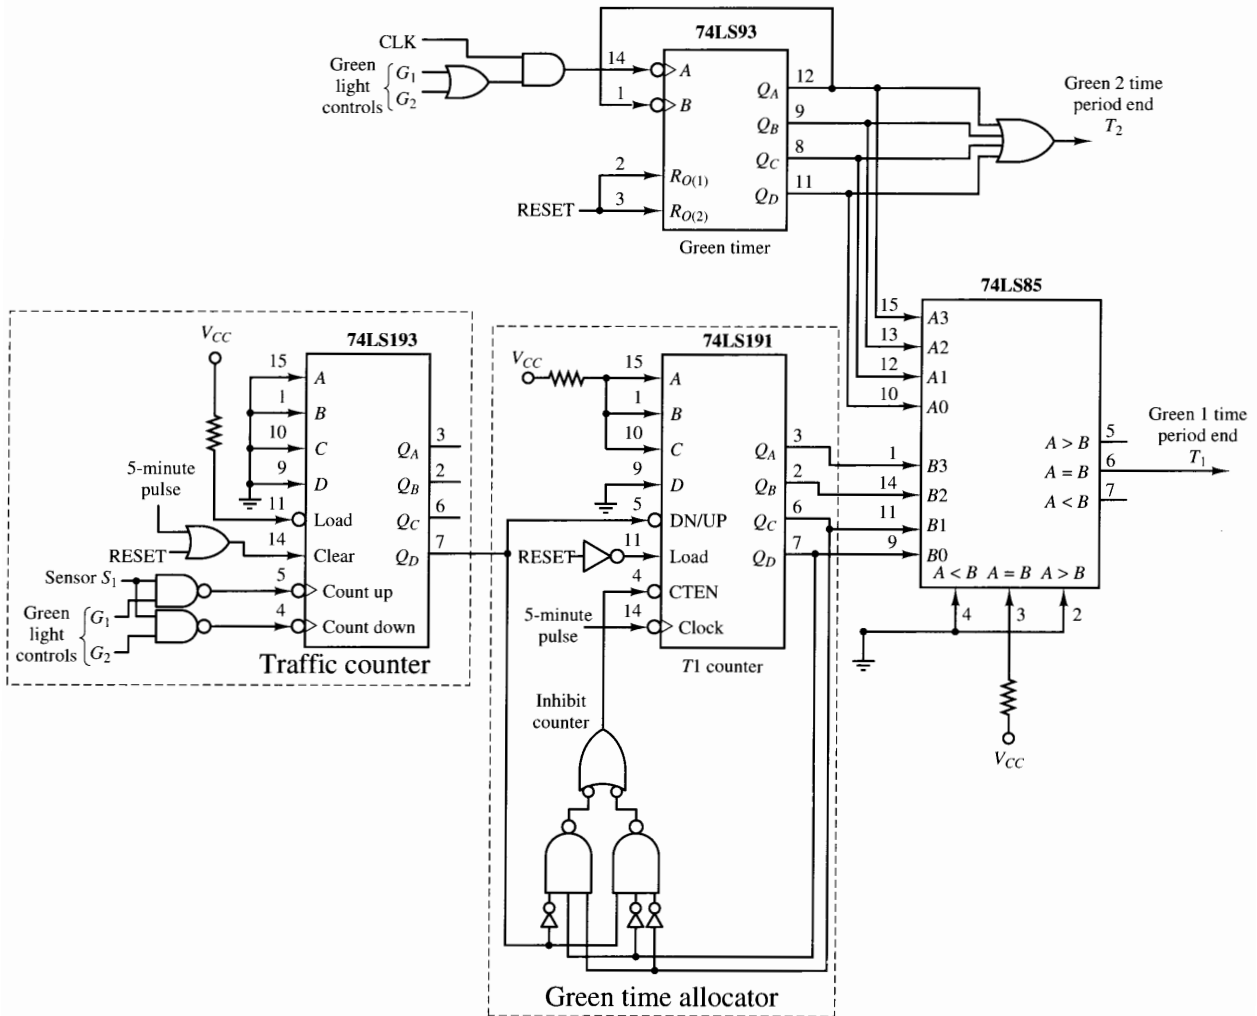 74LS93
CLK
Green
light
controls
G1
G2
14
A
1
B
2
RO(1)
RESET
3
RO(2)
QA
12
QB
9
QC
8
QD
11
Green timer
Green 2 time
period end
T2
74LS85
15
A3
13
A2
12
A1
10
A0
1
B3
14
B2
11
B1
9
B0
A > B
5
A = B
6
A < B
7
A < B A = B A > B
4
3
2
VCC
Green 1 time
period end
T1
VCC
74LS193
15
A
1
B
10
C
9
D
11
Load
14
Clear
5
Count up
4
Count down
QA
3
QB
2
QC
6
QD
7
5-minute
pulse
RESET
Sensor S1
Green
light
controls
G1
G2
Traffic counter
74LS191
VCC
15
A
1
B
10
C
9
D
5
DN/UP
RESET
11
Load
4
CTEN
14
Clock
5-minute
pulse
QA
3
QB
2
QC
6
QD
7
T1 counter
Inhibit
counter
Green time allocator